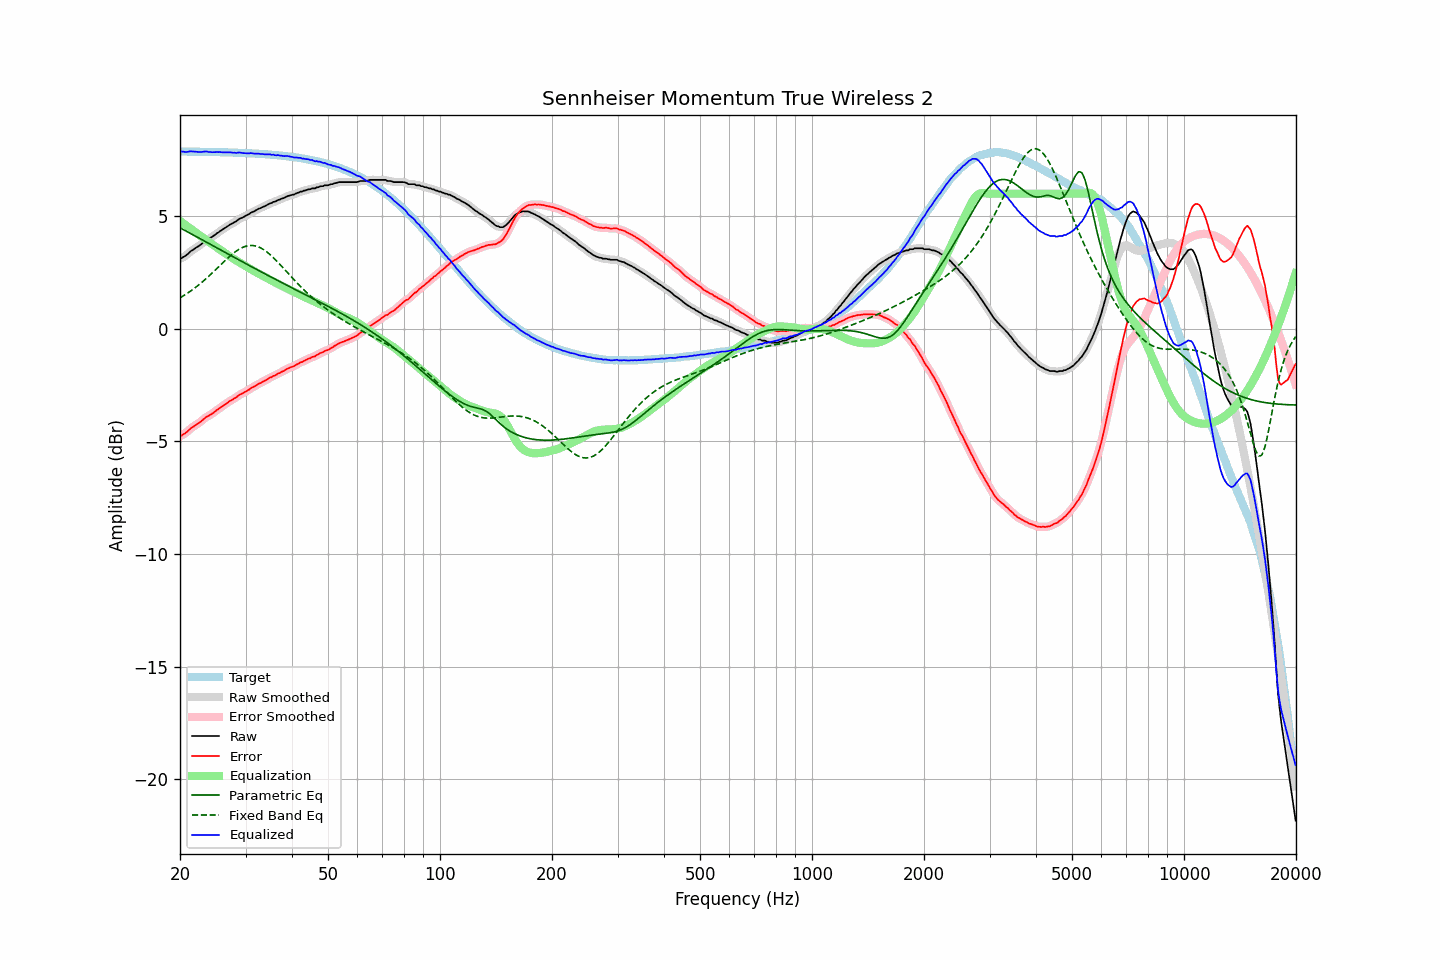 Sennheiser Momentum True Wireless 2
Amplitude (dBr)
5
0
−5
−10
−15
−20
Target
Raw Smoothed
Error Smoothed
Raw
Error
Equalization
Parametric Eq
Fixed Band Eq
Equalized
20 50 100 200 500 1000 2000 5000 10000 20000
Frequency (Hz)